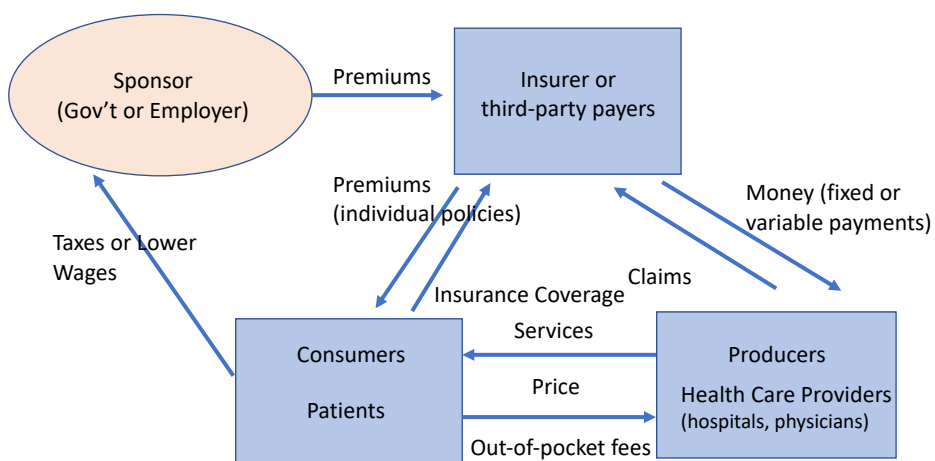 Sponsor
(Gov’t or Employer)
Premiums
Insurer or
third-party payers
Premiums
(individual policies)
Money (fixed or
variable payments)
Taxes or Lower
Wages
Claims
Insurance Coverage
Services
Consumers
Patients
Price
Producers
Health Care Providers
(hospitals, physicians)
Out-of-pocket fees